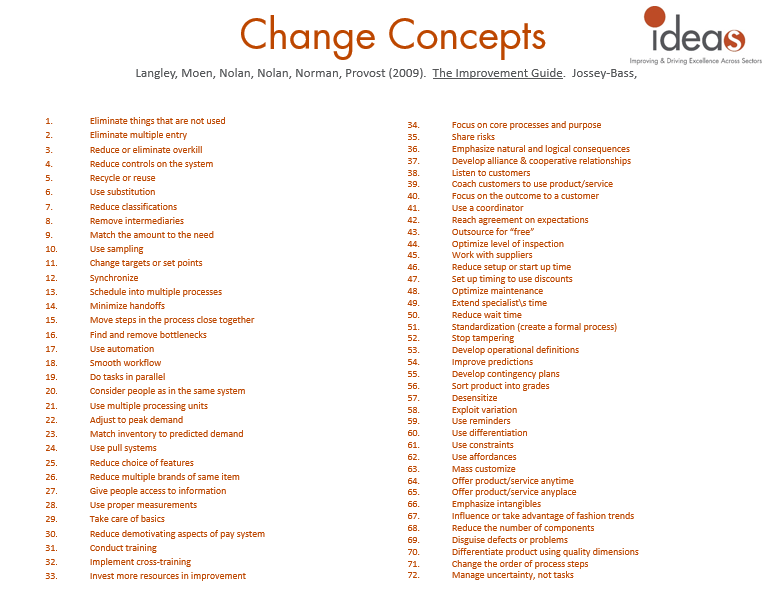 Change Concepts
ideas
Improving & Driving Excellence Across Sectors
Langley, Moen, Nolan, Nolan, Norman, Provost (2009). The Improvement Guide. Jossey-Bass,
1. Eliminate things that are not used
2. Eliminate multiple entry
3. Reduce or eliminate overkill
4. Reduce controls on the system
5. Recycle or reuse
6. Use substitution
7. Reduce classifications
8. Remove intermediaries
9. Match the amount to the need
10. Use sampling
11. Change targets or set points
12. Synchronize
13. Schedule into multiple processes
14. Minimize handoffs
15. Move steps in the process close together
16. Find and remove bottlenecks
17. Use automation
18. Smooth workflow
19. Do tasks in parallel
20. Consider people as in the same system
21. Use multiple processing units
22. Adjust to peak demand
23. Match inventory to predicted demand
24. Use pull systems
25. Reduce choice of features
26. Reduce multiple brands of same item
27. Give people access to information
28. Use proper measurements
29. Take care of basics
30. Reduce demotivating aspects of pay system
31. Conduct training
32. Implement cross-training
33. Invest more resources in improvement
34. Focus on core processes and purpose
35. Share risks
36. Emphasize natural and logical consequences
37. Develop alliance & cooperative relationships
38. Listen to customers
39. Coach customers to use product/service
40. Focus on the outcome to a customer
41. Use a coordinator
42. Reach agreement on expectations
43. Outsource for “free”
44. Optimize level of inspection
45. Work with suppliers
46. Reduce setup or start up time
47. Set up timing to use discounts
48. Optimize maintenance
49. Extend specialist\s time
50. Reduce wait time
51. Standardization (create a formal process)
52. Stop tampering
53. Develop operational definitions
54. Improve predictions
55. Develop contingency plans
56. Sort product into grades
57. Desensitize
58. Exploit variation
59. Use reminders
60. Use differentiation
61. Use constraints
62. Use affordances
63. Mass customize
64. Offer product/service anytime
65. Offer product/service anyplace
66. Emphasize intangibles
67. Influence or take advantage of fashion trends
68. Reduce the number of components
69. Disguise defects or problems
70. Differentiate product using quality dimensions
71. Change the order of process steps
72. Manage uncertainty, not tasks